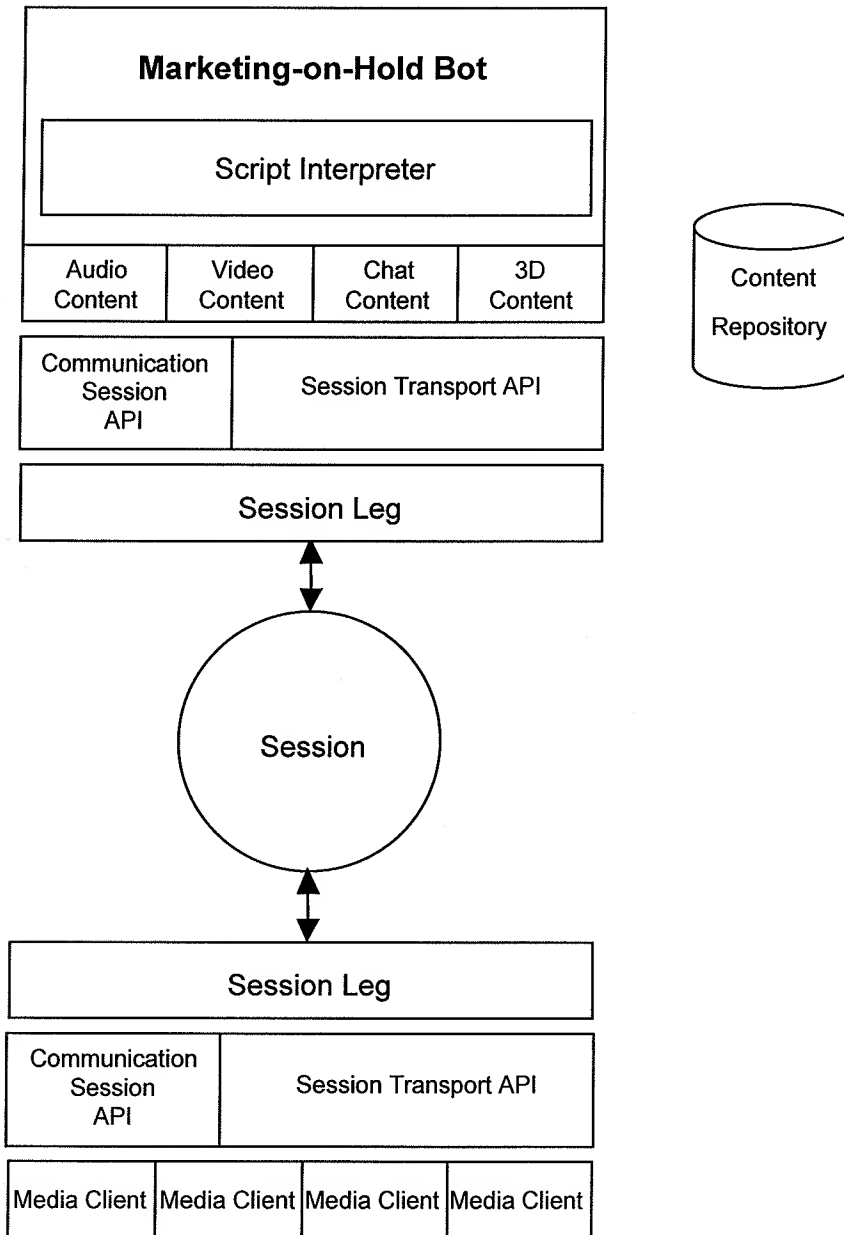 Marketing-on-Hold Bot
Script Interpreter
Audio
Content
Video
Content
Chat
Content
3D
Content
Content
Repository
Communication
Session
API
Session Transport API
Session Leg
Session
Session Leg
Communication
Session
API
Session Transport API
Media Client
Media Client
Media Client
Media Client